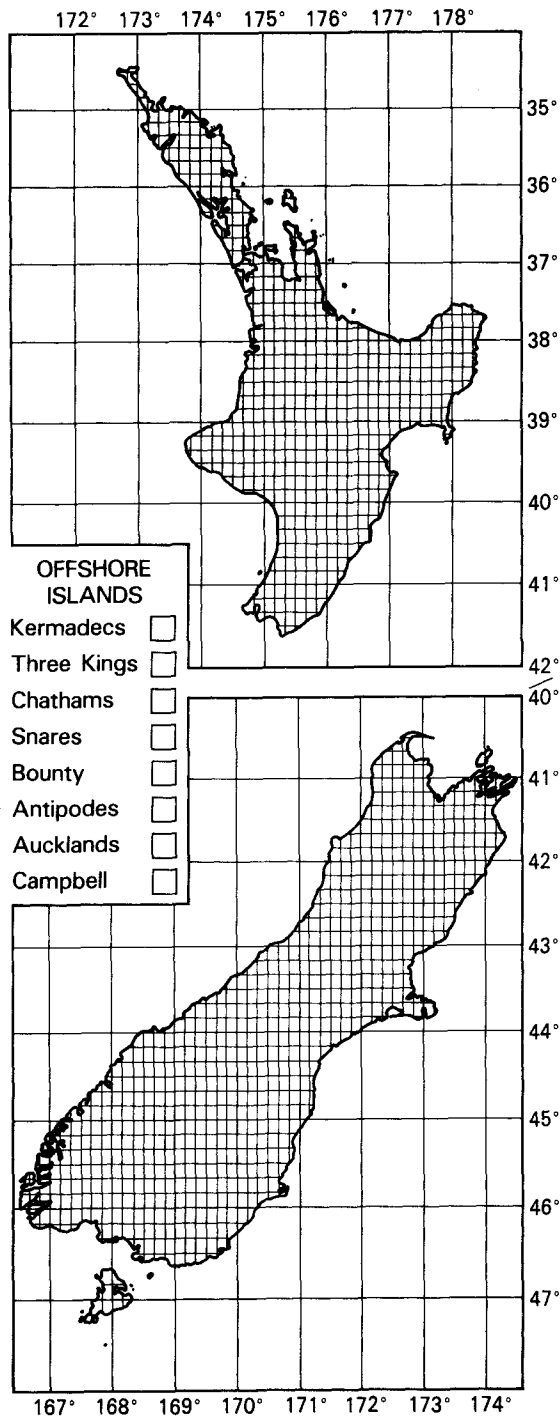 172° 173° 174° 175° 176° 177° 178°
35°
36°
37°
38°
39°
40°
41°
42°
OFFSHORE
ISLANDS
Kermadecs
Three Kings
Chathams
Snares
Bounty
Antipodes
Aucklands
Campbell
40°
41°
42°
43°
44°
45°
46°
47°
167° 168° 169° 170° 171° 172° 173° 174°